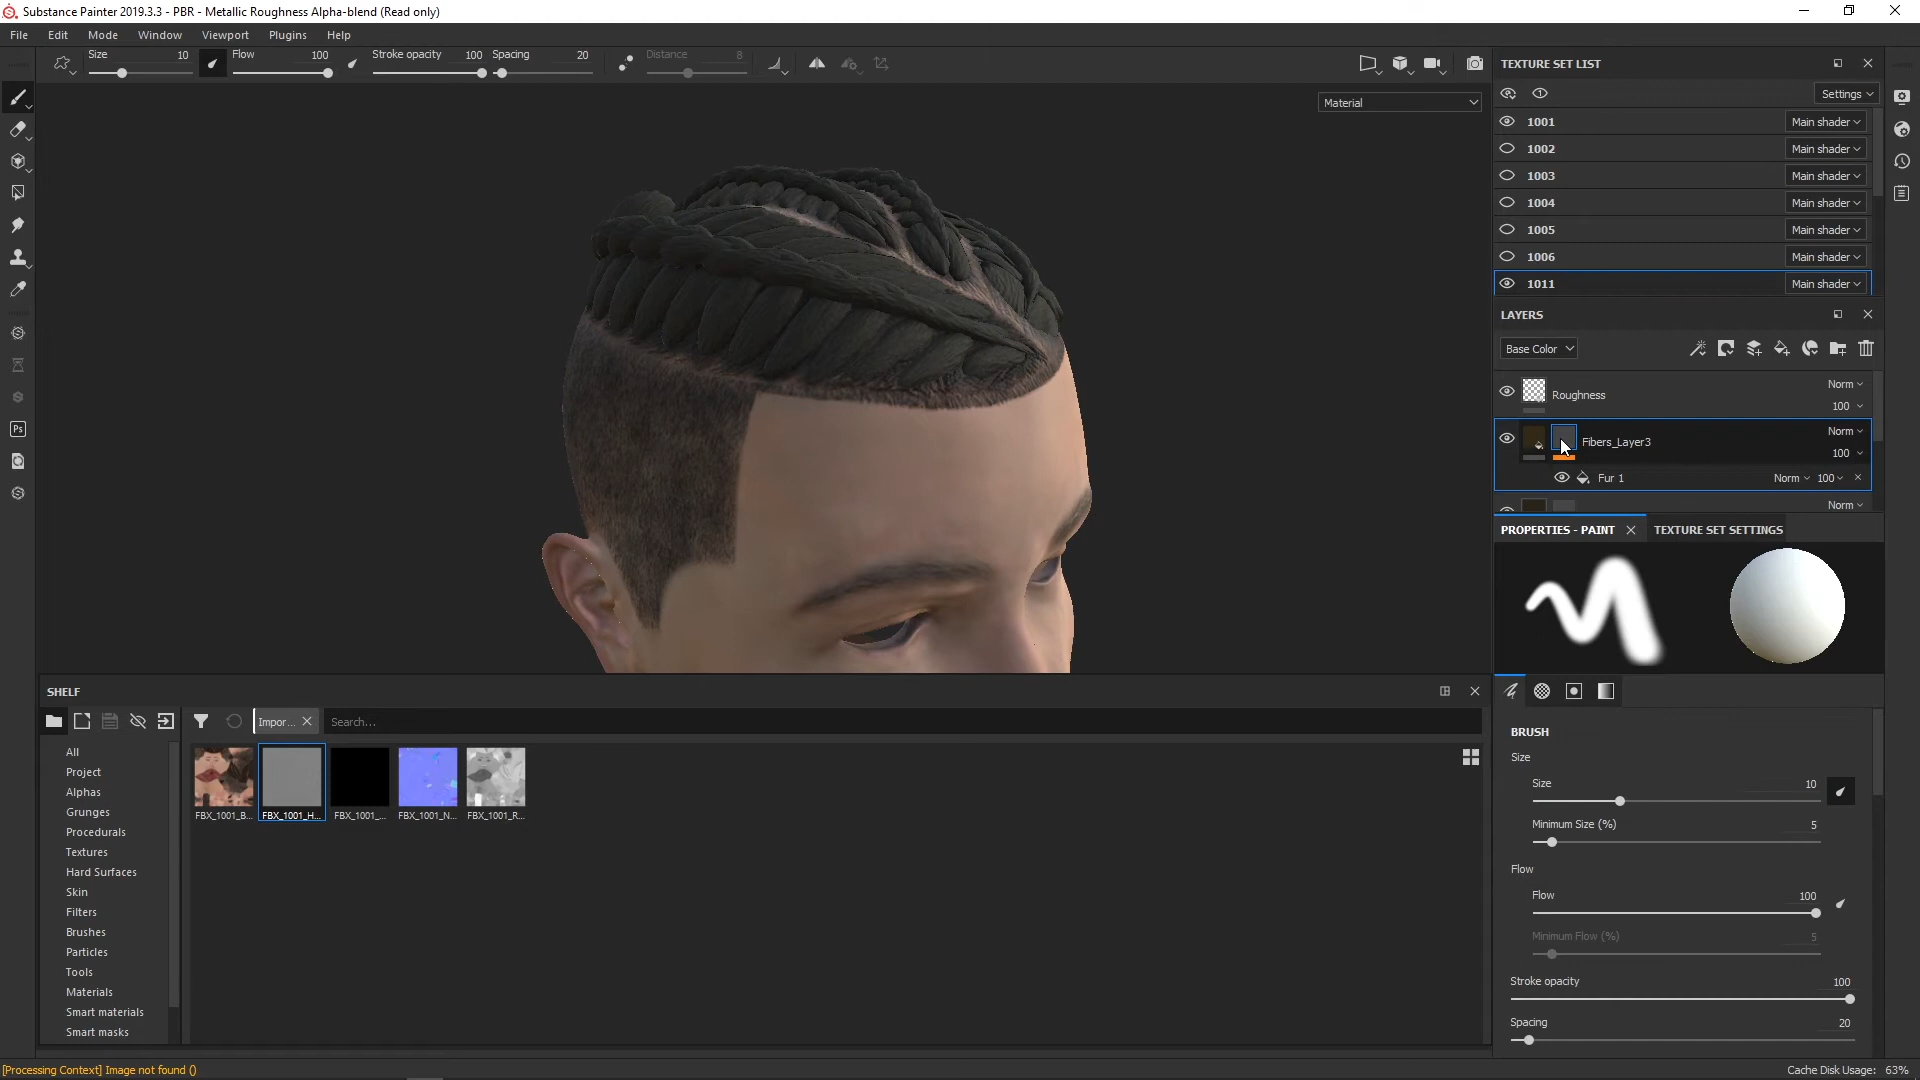 Substance Painter 2019.3.3 - PBR - Metallic Roughness Alpha-blend (Read only)
File Edit Mode Window Viewport Plugins Help
Size 10 Flow 100 Stroke opacity 100 Spacing 20 Distance 8
Material
TEXTURE SET LIST
Settings
1001 Main shader
1002 Main shader
1003 Main shader
1004 Main shader
1005 Main shader
1006 Main shader
1011 Main shader
LAYERS
Base Color
Roughness Norm 100
Fibers_Layer3 Norm 100
Fur 1 Norm 100
Norm
PROPERTIES - PAINT TEXTURE SET SETTINGS
BRUSH
Size
Size 10
Minimum Size (%) 5
Flow
Flow 100
Minimum Flow (%) 5
Stroke opacity 100
Spacing 20
SHELF
Impor... Search...
All
Project
Alphas
Grunges
Procedurals
Textures
Hard Surfaces
Skin
Filters
Brushes
Particles
Tools
Materials
Smart materials
Smart masks
FBX_1001_B... FBX_1001_H... FBX_1001_... FBX_1001_N... FBX_1001_R...
Ps
[Processing Context] Image not found ()
Cache Disk Usage: 63%